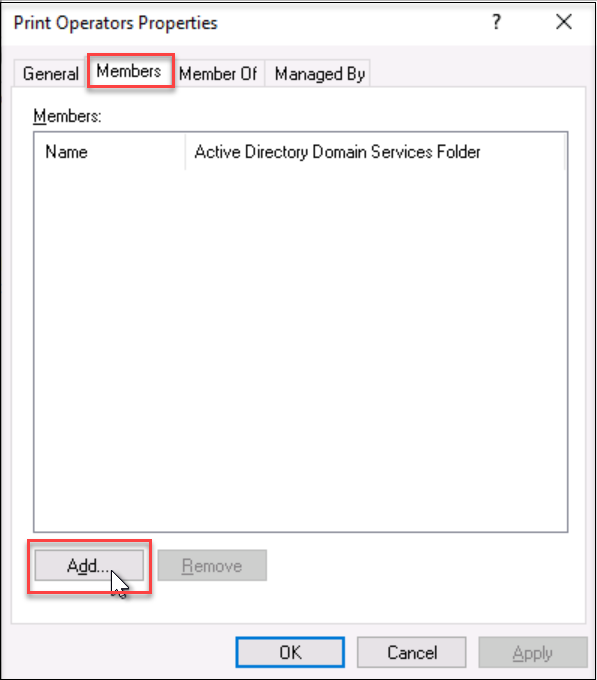 Print Operators Properties ?
General Members Member Of Managed By
Members:
Name Active Directory Domain Services Folder
Add... Remove
OK Cancel Apply